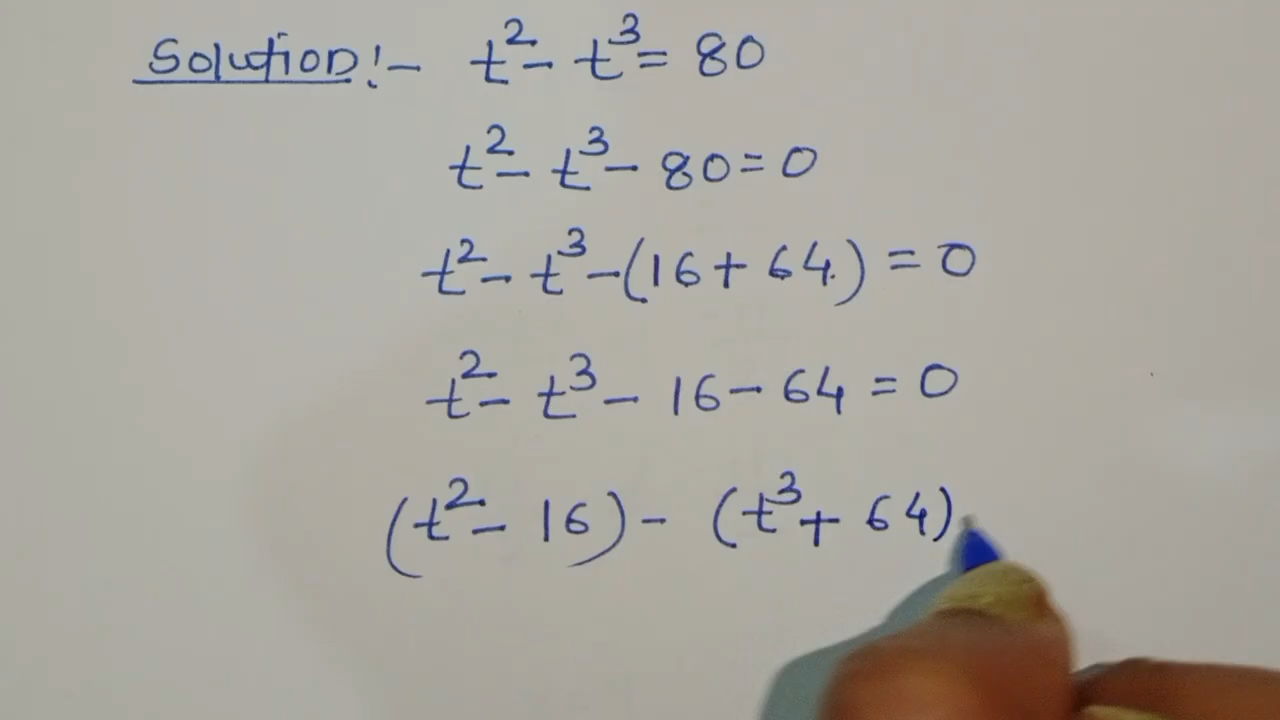 Solution:- t² - t³ = 80
t² - t³ - 80 = 0
t² - t³ - (16 + 64) = 0
t² - t³ - 16 - 64 = 0
(t² - 16) - (t³ + 64)